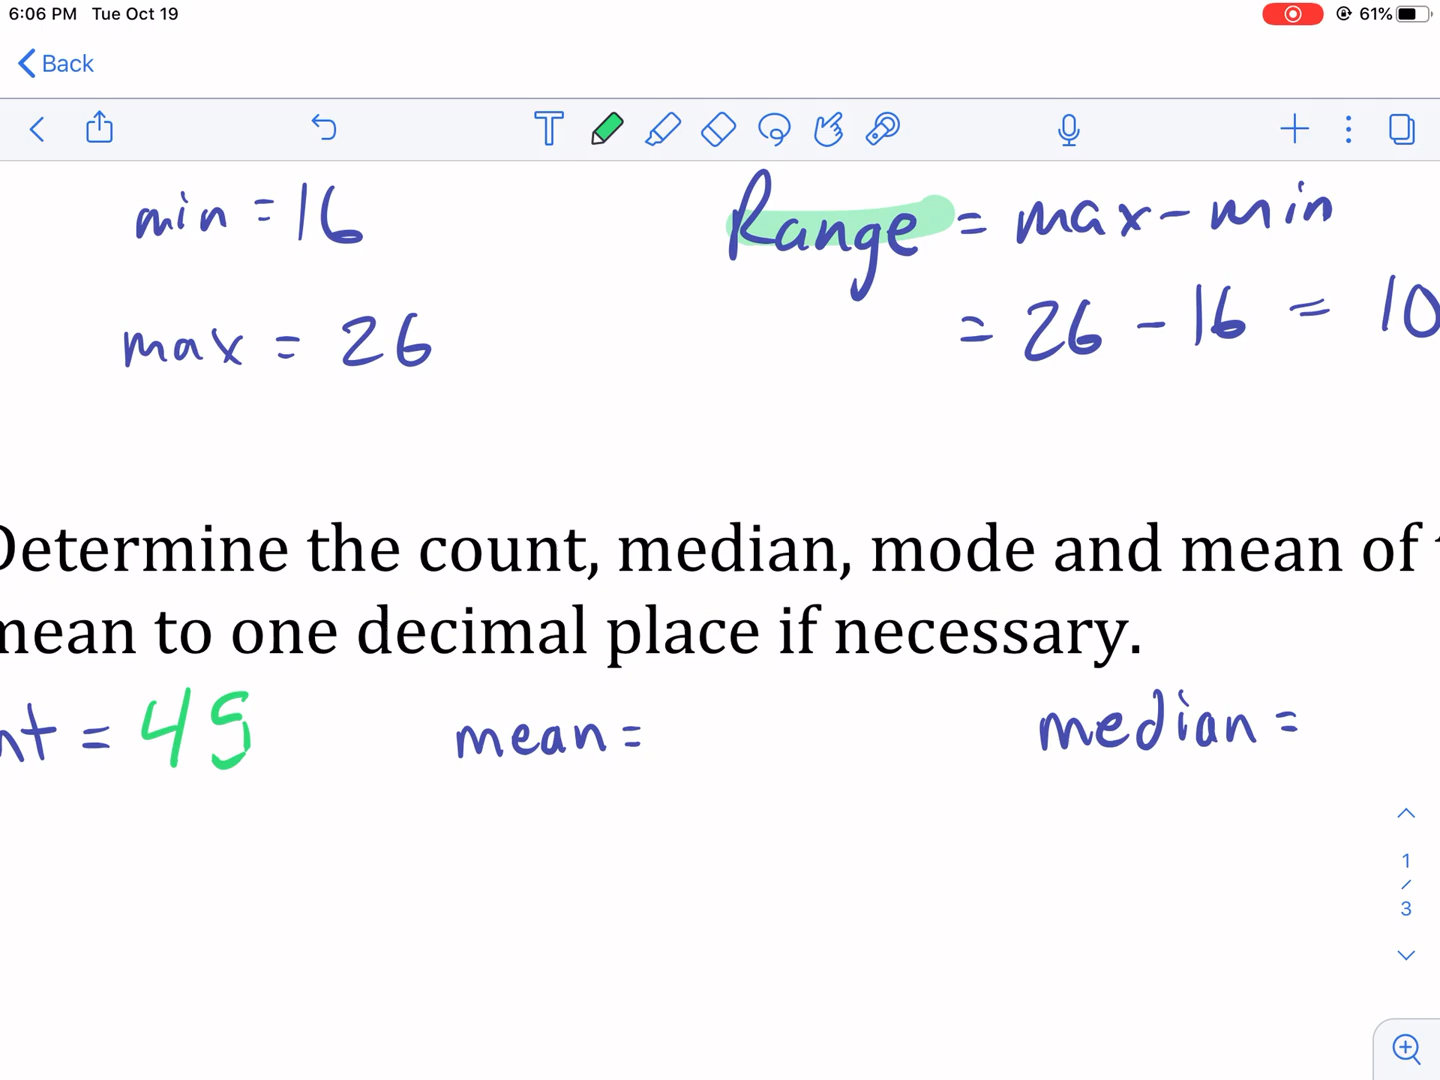 6:06 PM Tue Oct 19 61%
Back
min = 16
Range = max - min
= 26 - 16 = 10
max = 26
Determine the count, median, mode and mean of
mean to one decimal place if necessary.
nt = 45
mean =
median =
1
/
3